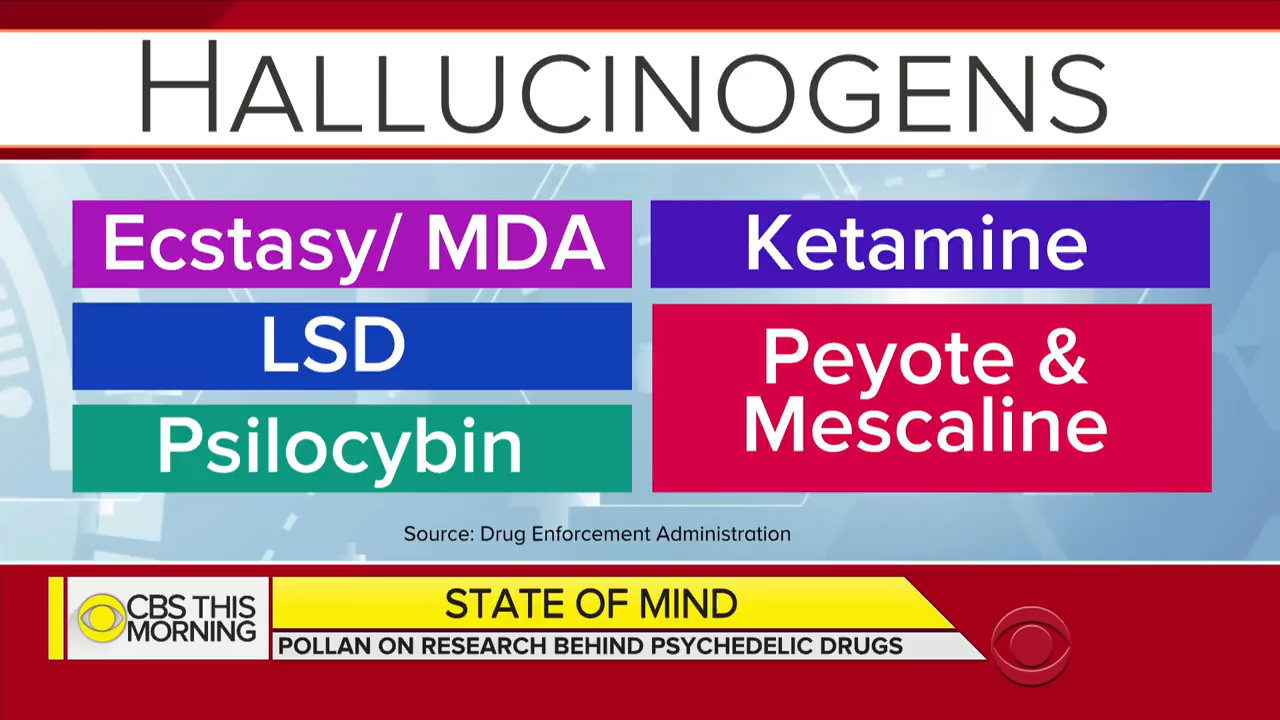 HALLUCINOGENS
Ecstasy/ MDA
LSD
Psilocybin
Ketamine
Peyote &
Mescaline
Source: Drug Enforcement Administration
CBS THIS
MORNING
STATE OF MIND
POLLAN ON RESEARCH BEHIND PSYCHEDELIC DRUGS